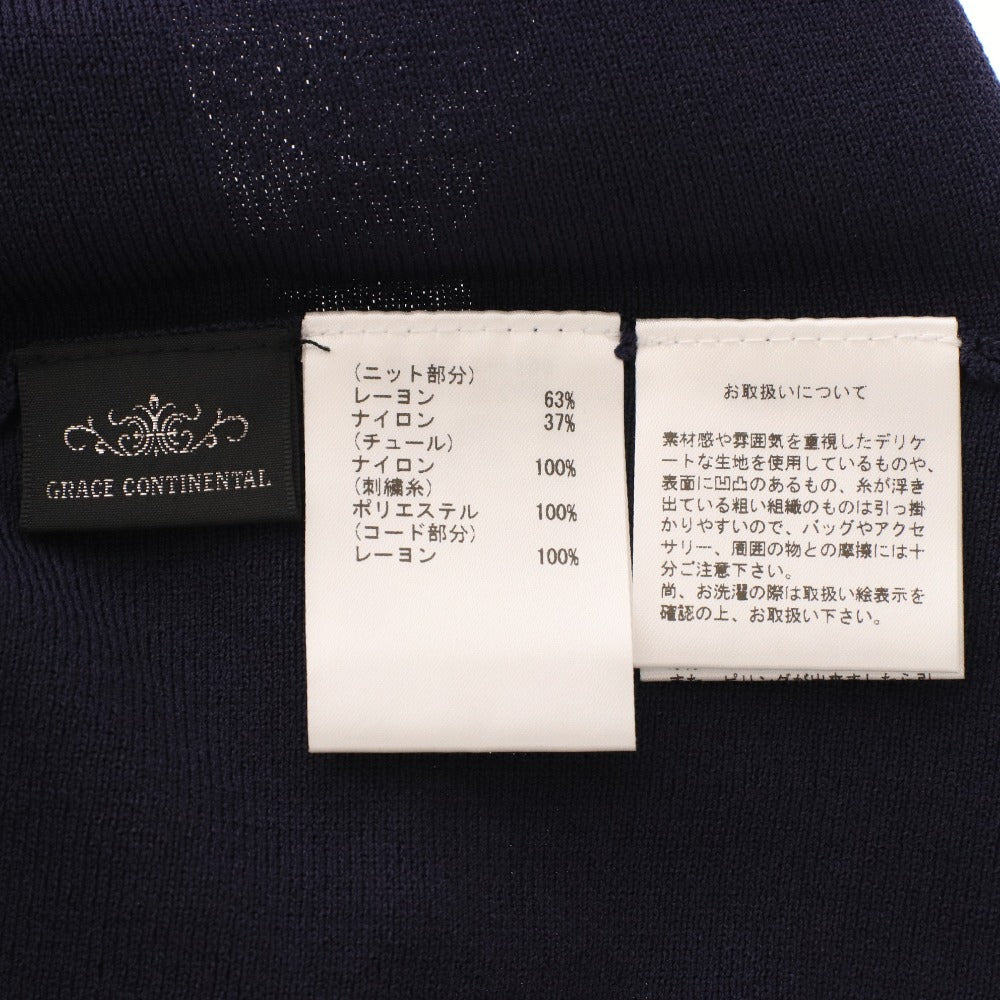 GRACE CONTINENTAL
(ニット部分)
レーヨン 63%
ナイロン 37%
(チュール)
ナイロン 100%
(刺繍糸)
ポリエステル 100%
(コード部分)
レーヨン 100%
お取扱いについて
素材感や雰囲気を重視したデリケ
ートな生地を使用しているものや、
表面に凹凸のあるもの、糸が浮き
出ている粗い組織のものは引っ掛
かりやすいので、バッグやアクセ
サリー、周囲の物との摩擦には十
分ご注意下さい。
尚、お洗濯の際は取扱い絵表示を
確認の上、お取扱い下さい。